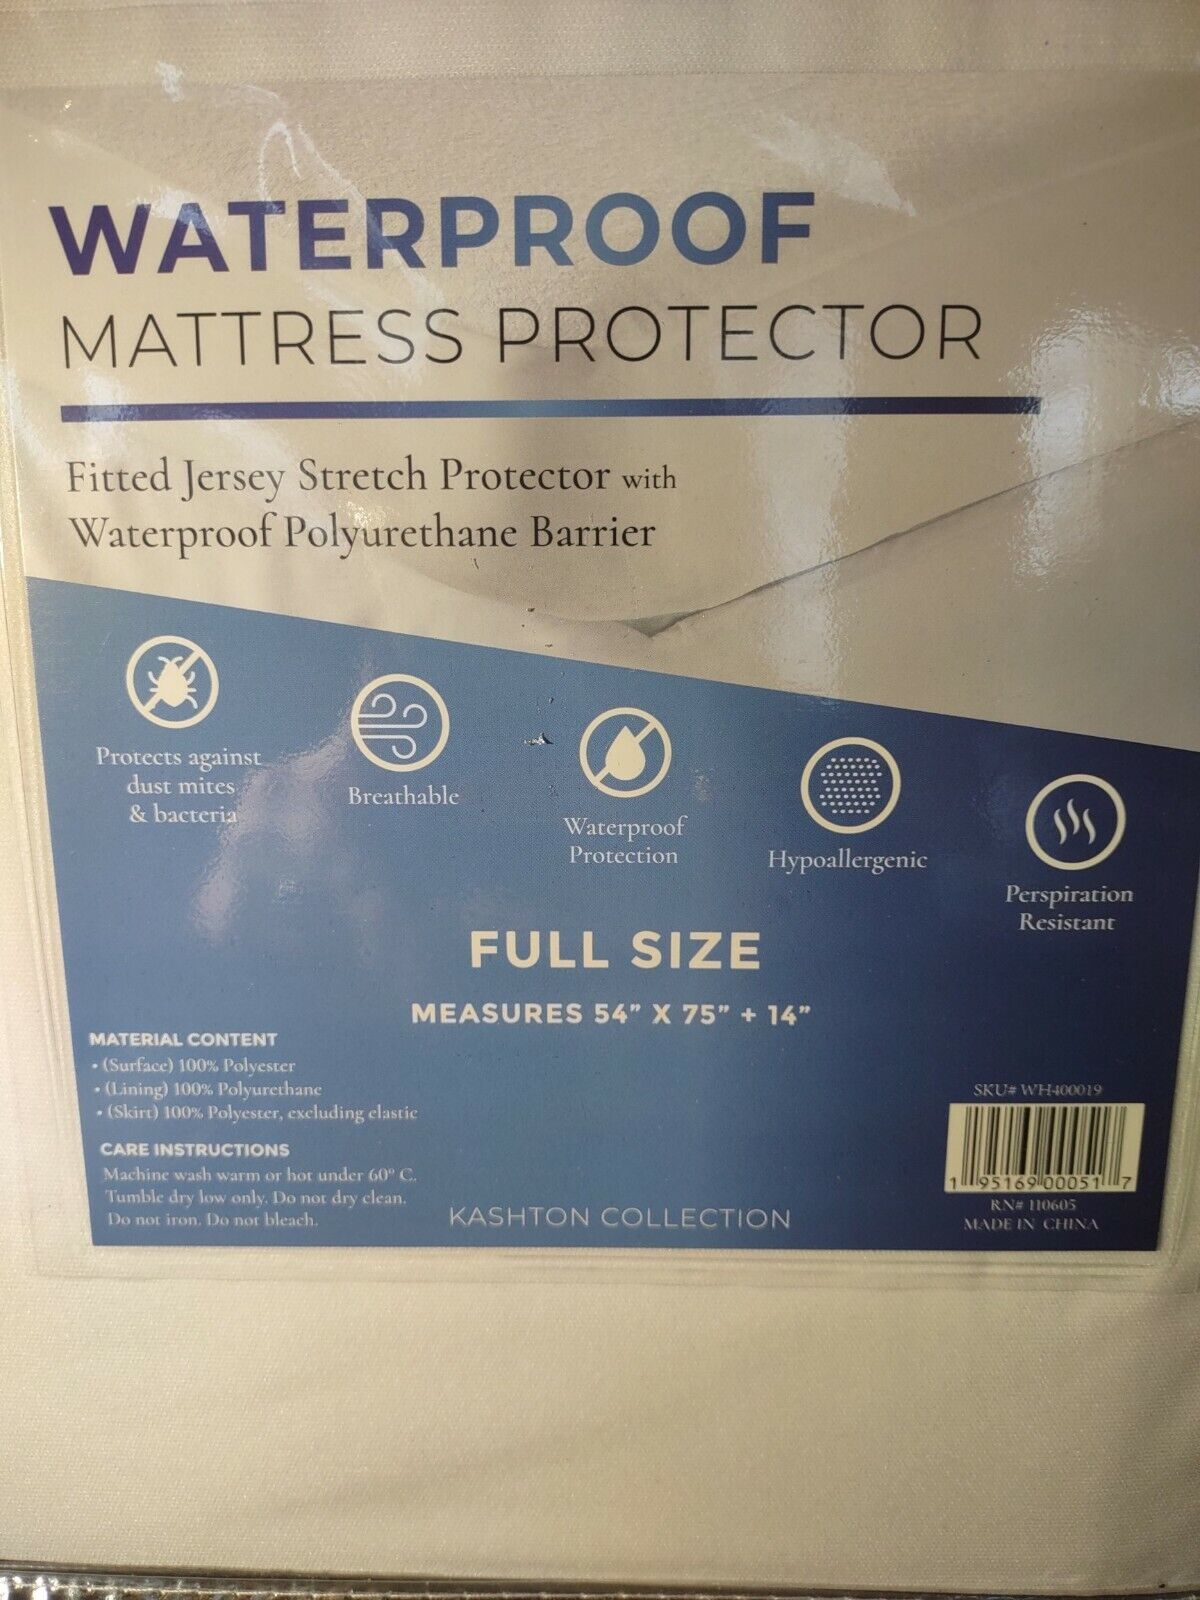 WATERPROOF
MATTRESS PROTECTOR
Fitted Jersey Stretch Protector with
Waterproof Polyurethane Barrier
Protects against
dust mites
& bacteria
Breathable
Waterproof
Protection
Hypoallergenic
Perspiration
Resistant
FULL SIZE
MEASURES 54” X 75” + 14”
MATERIAL CONTENT
• (Surface) 100% Polyester
• (Lining) 100% Polyurethane
• (Skirt) 100% Polyester, excluding elastic
CARE INSTRUCTIONS
Machine wash warm or hot under 60° C.
Tumble dry low only. Do not dry clean.
Do not iron. Do not bleach.
KASHTON COLLECTION
SKU# WH400019
1 95169 00051 7
RN# 110605
MADE IN CHINA